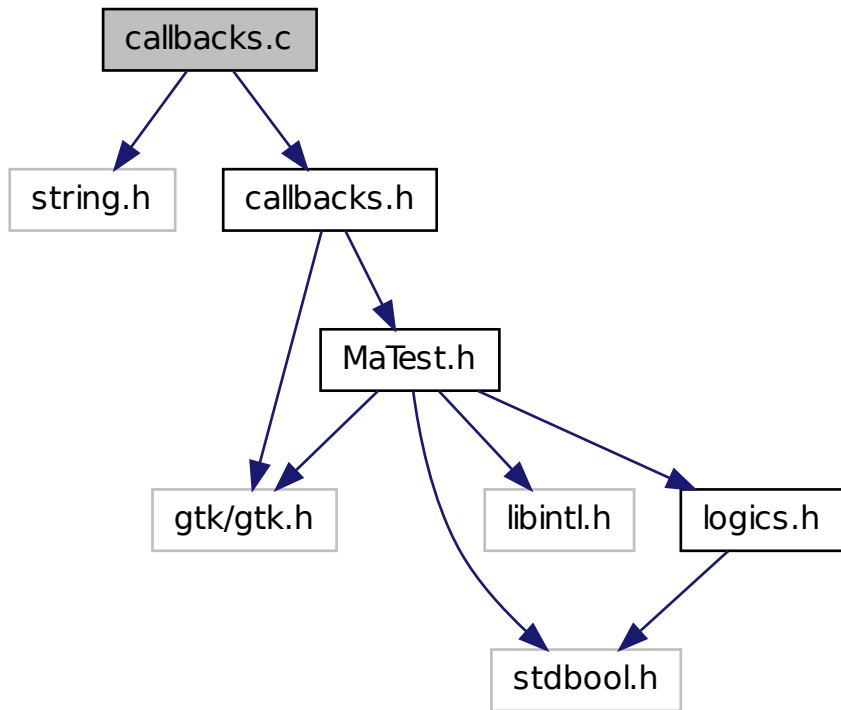 callbacks.c
string.h
callbacks.h
MaTest.h
gtk/gtk.h
libintl.h
logics.h
stdbool.h